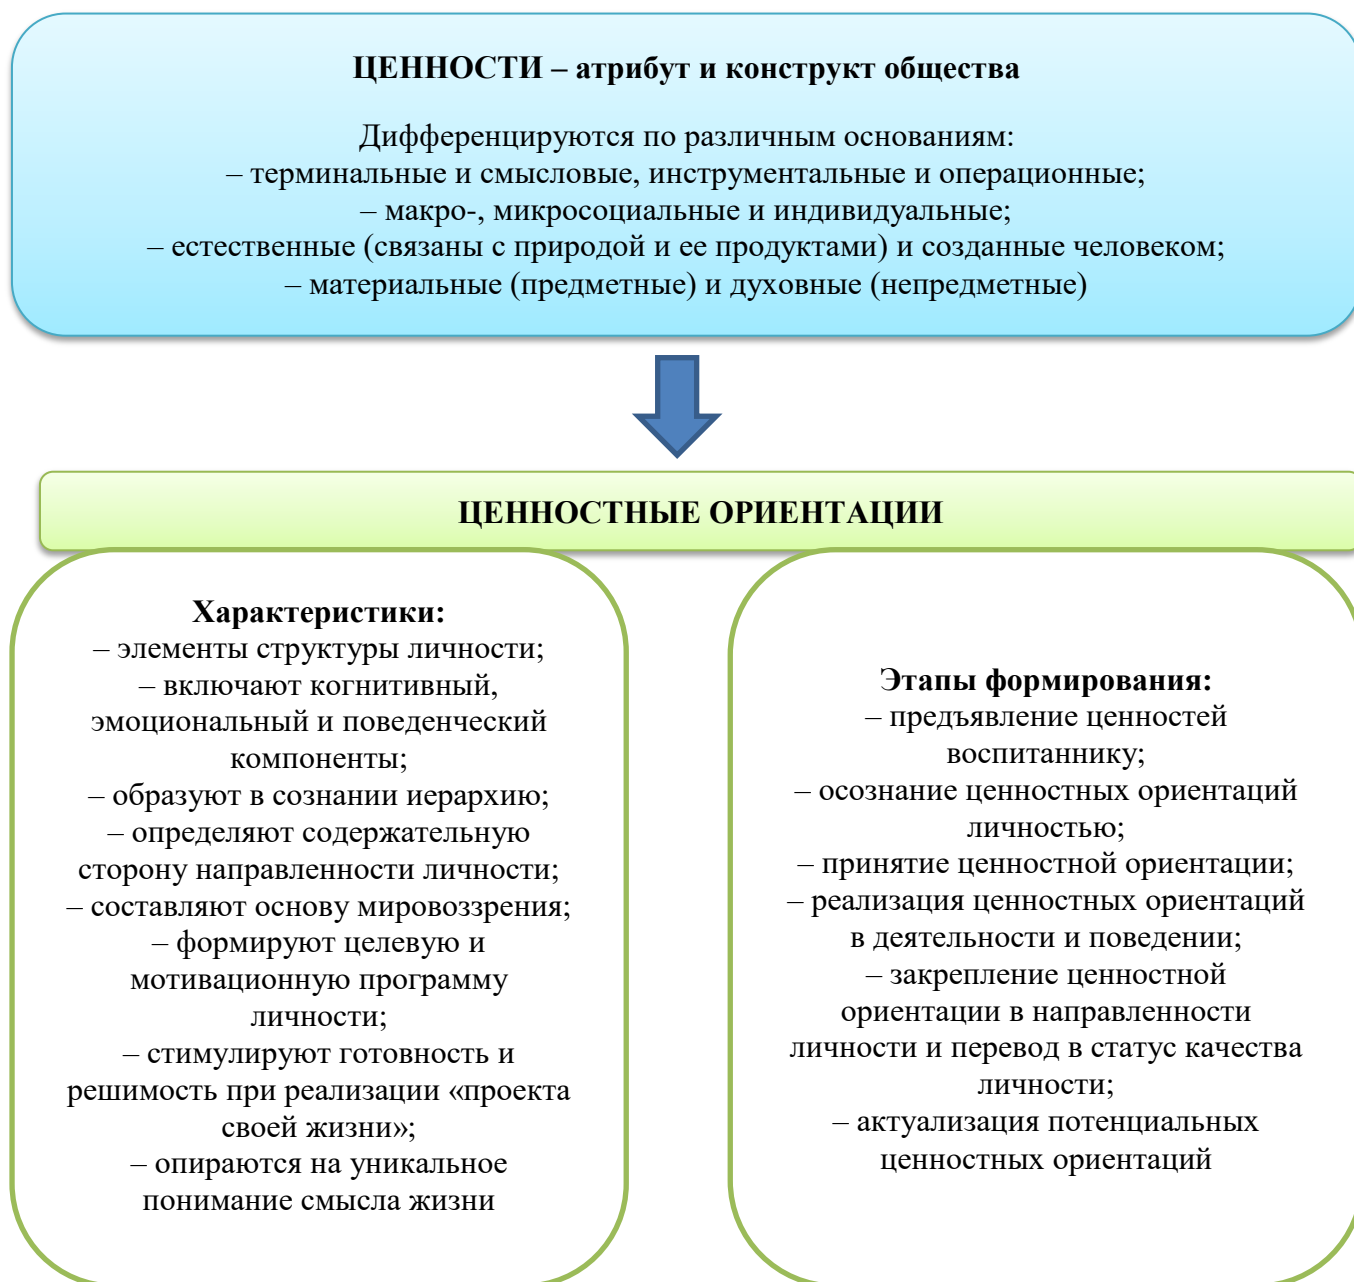 ЦЕННОСТИ – атрибут и конструкт общества
Дифференцируются по различным основаниям:
– терминальные и смысловые, инструментальные и операционные;
– макро-, микросоциальные и индивидуальные;
– естественные (связаны с природой и ее продуктами) и созданные человеком;
– материальные (предметные) и духовные (непредметные)
ЦЕННОСТНЫЕ ОРИЕНТАЦИИ
Характеристики:
– элементы структуры личности;
– включают когнитивный,
эмоциональный и поведенческий
компоненты;
– образуют в сознании иерархию;
– определяют содержательную
сторону направленности личности;
– составляют основу мировоззрения;
– формируют целевую и
мотивационную программу
личности;
– стимулируют готовность и
решимость при реализации «проекта
своей жизни»;
– опираются на уникальное
понимание смысла жизни
Этапы формирования:
– предъявление ценностей
воспитаннику;
– осознание ценностных ориентаций
личностью;
– принятие ценностной ориентации;
– реализация ценностных ориентаций
в деятельности и поведении;
– закрепление ценностной
ориентации в направленности
личности и перевод в статус качества
личности;
– актуализация потенциальных
ценностных ориентаций